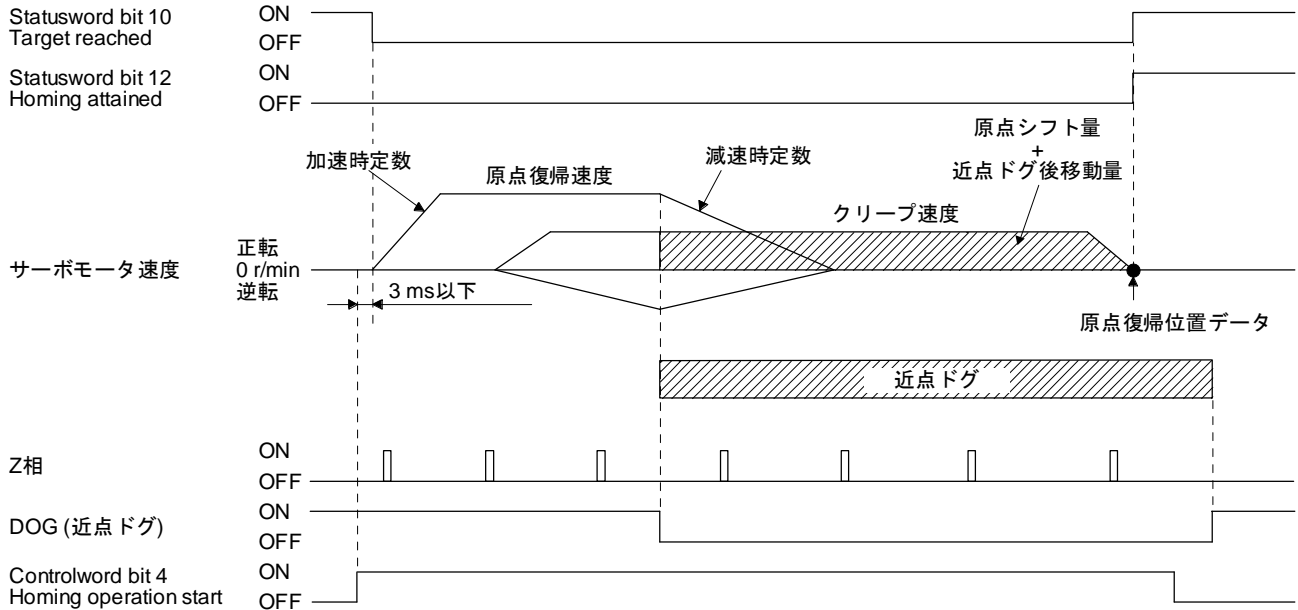 Statusword bit 10
Target reached
ON
OFF
Statusword bit 12
Homing attained
ON
OFF
原点シフト量
+
近点ドグ後移動量
加速時定数
原点復帰速度
減速時定数
クリープ速度
サーボモータ速度
正転
0 r/min
逆転
3 ms以下
原点復帰位置データ
近点ドグ
Z相
ON
OFF
DOG (近点ドグ)
ON
OFF
Controlword bit 4
Homing operation start
ON
OFF